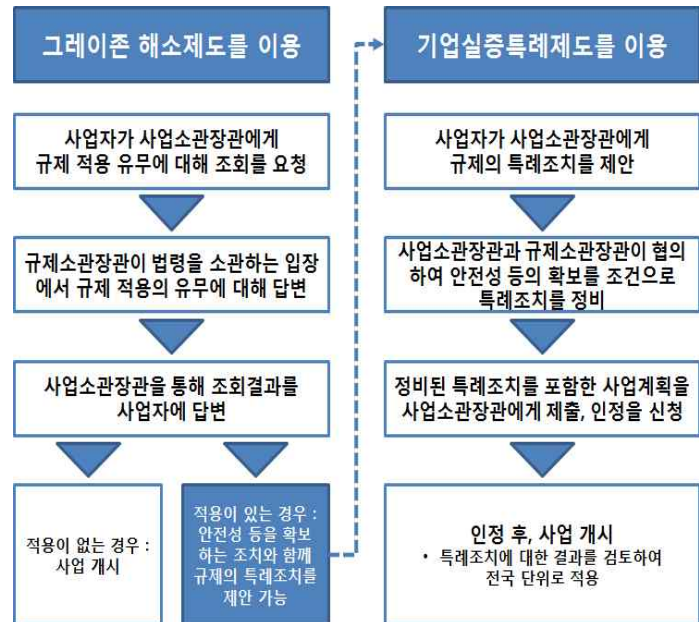 그레이존 해소제도를 이용
사업자가 사업소관장관에게
규제 적용 유무에 대해 조회를 요청
규제소관장관이 법령을 소관하는 입장
에서 규제 적용의 유무에 대해 답변
사업소관장관을 통해 조회결과를
사업자에 답변
적용이 없는 경우 :
사업 개시
적용이 있는 경우 :
안전성 등을 확보
하는 조치와 함께
규제의 특례조치를
제안 가능
기업실증특례제도를 이용
사업자가 사업소관장관에게
규제의 특례조치를 제안
사업소관장관과 규제소관장관이 협의
하여 안전성 등의 확보를 조건으로
특례조치를 정비
정비된 특례조치를 포함한 사업계획을
사업소관장관에게 제출, 인정을 신청
인정 후, 사업 개시
• 특례조치에 대한 결과를 검토하여
전국 단위로 적용